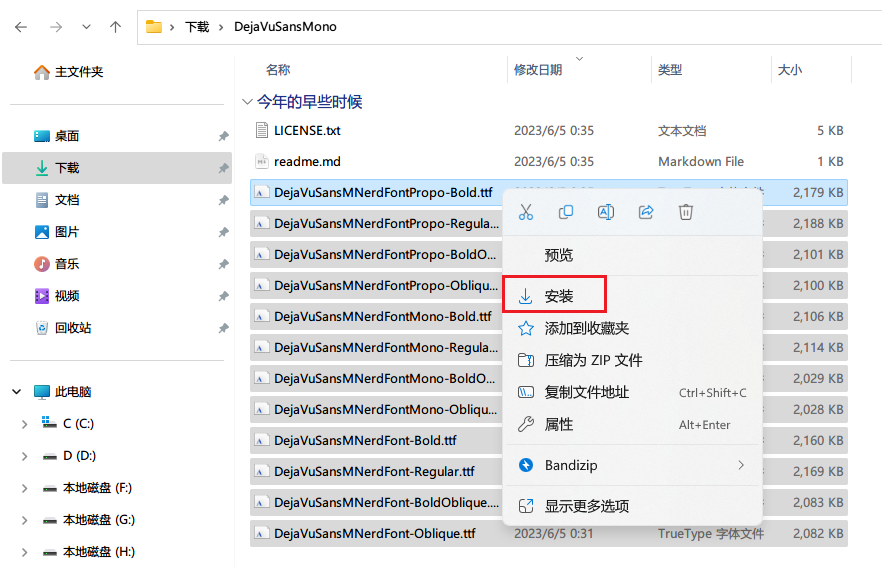 下载 DejaVuSansMono
主文件夹
桌面
下载
文档
图片
音乐
视频
回收站
此电脑
C (C:)
D (D:)
本地磁盘 (F:)
本地磁盘 (G:)
本地磁盘 (H:)
名称 修改日期 类型 大小
今年的早些时候
LICENSE.txt 2023/6/5 0:35 文本文档 5 KB
readme.md 2023/6/5 0:35 Markdown File 1 KB
DejaVuSansMNerdFontPropo-Bold.ttf 2,179 KB
DejaVuSansMNerdFontPropo-Regula... 2,188 KB
DejaVuSansMNerdFontPropo-BoldO... 2,101 KB
DejaVuSansMNerdFontPropo-Obliqu... 2,100 KB
DejaVuSansMNerdFontMono-Bold.ttf 2,106 KB
DejaVuSansMNerdFontMono-Regula... 2,114 KB
DejaVuSansMNerdFontMono-BoldO... 2,029 KB
DejaVuSansMNerdFontMono-Obliqu... 2,028 KB
DejaVuSansMNerdFont-Bold.ttf 2,160 KB
DejaVuSansMNerdFont-Regular.ttf 2,169 KB
DejaVuSansMNerdFont-BoldOblique.... 2,083 KB
DejaVuSansMNerdFont-Oblique.ttf 2023/6/5 0:31 TrueType 字体文件 2,082 KB
预览
安装
添加到收藏夹
压缩为 ZIP 文件
复制文件地址 Ctrl+Shift+C
属性 Alt+Enter
Bandizip
显示更多选项